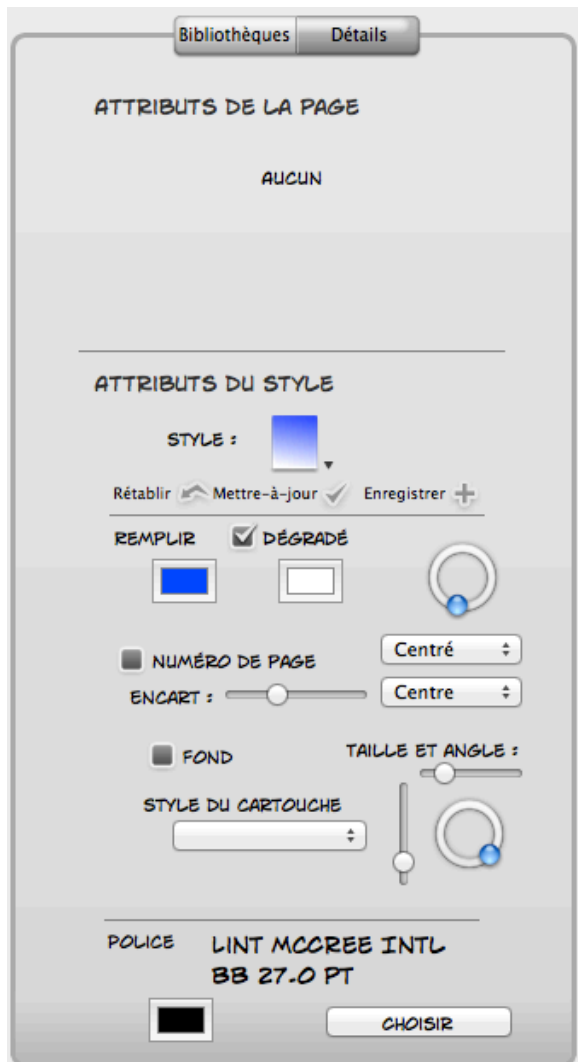 Bibliothèques Détails
ATTRIBUTS DE LA PAGE
AUCUN
ATTRIBUTS DU STYLE
STYLE :
Rétablir Mettre-à-jour Enregistrer
REMPLIR DÉGRADÉ
NUMÉRO DE PAGE Centré
ENCART : Centre
FOND TAILLE ET ANGLE :
STYLE DU CARTOUCHE
POLICE LINT MCCREE INTL
BB 27.0 PT
CHOISIR